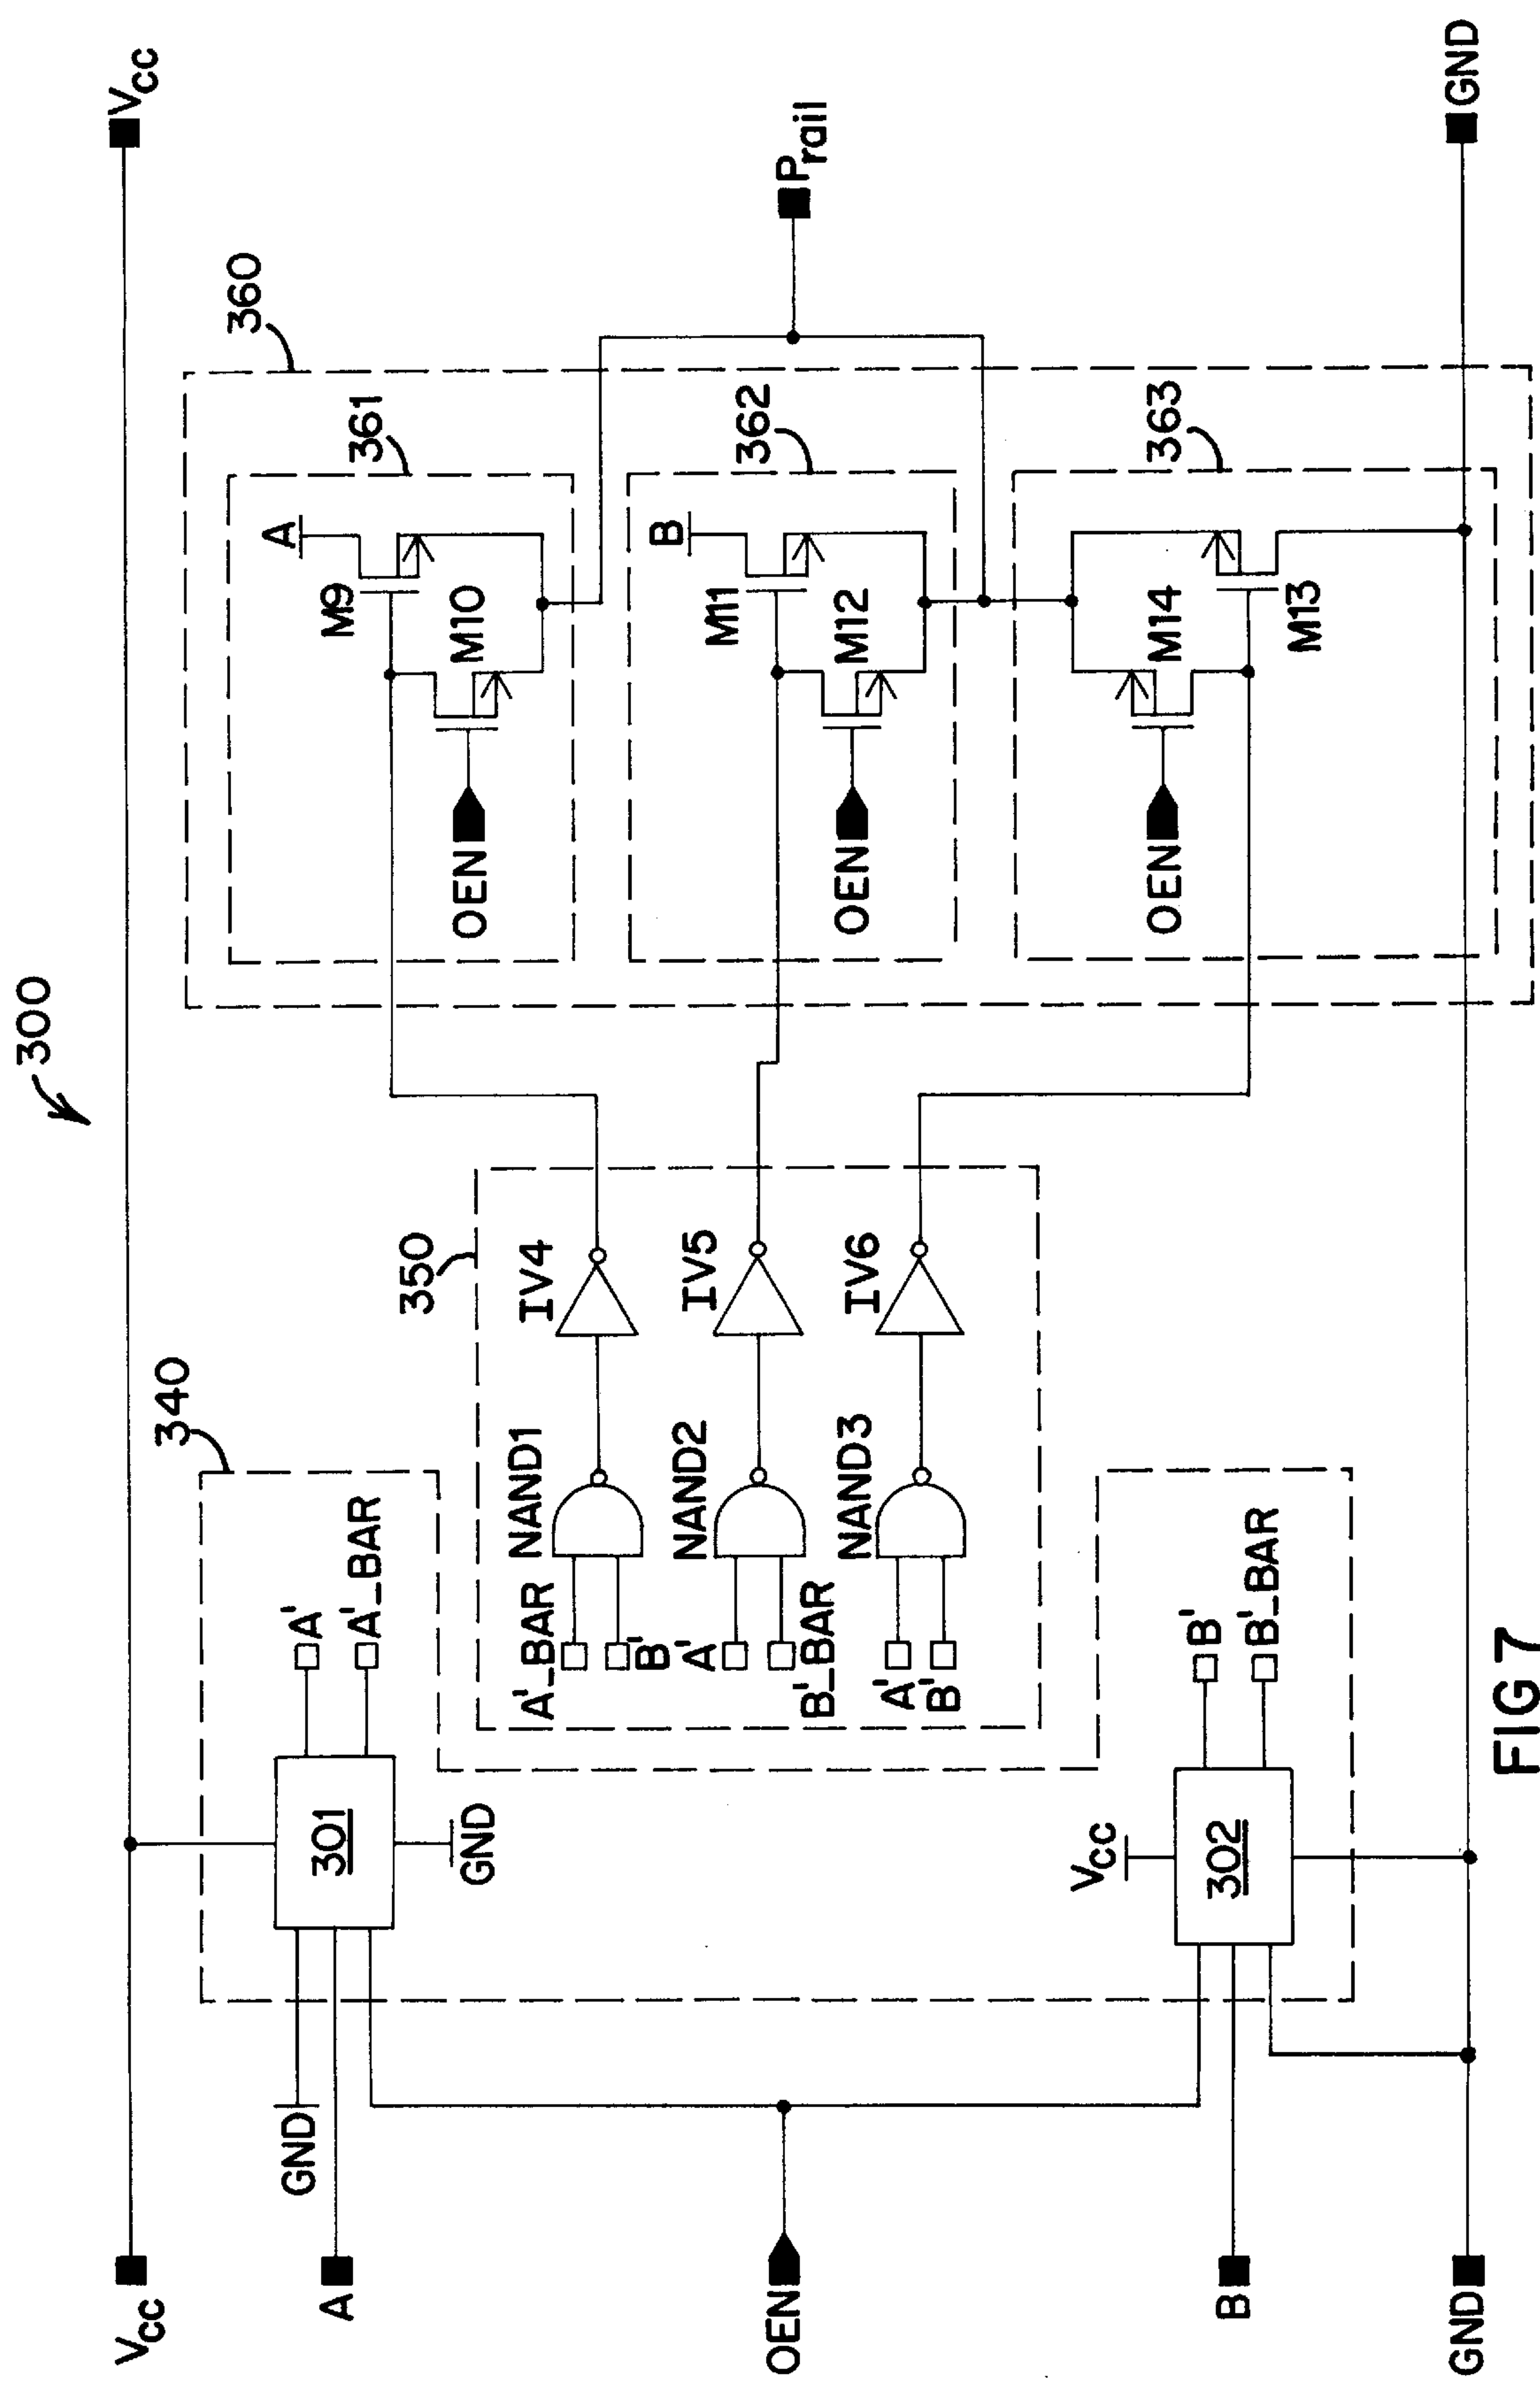 300
VCC
VCC
A
GND
301
GND
A'
A'_BAR
340
350
A'_BAR
B'
NAND1
IV4
A'
B'_BAR
NAND2
IV5
A'
B'
NAND3
IV6
OEN
B
VCC
302
B'
B'_BAR
GND
GND
360
361
A
M9
M10
OEN
362
B
M11
M12
OEN
363
M14
M13
OEN
Prail
FIG 7